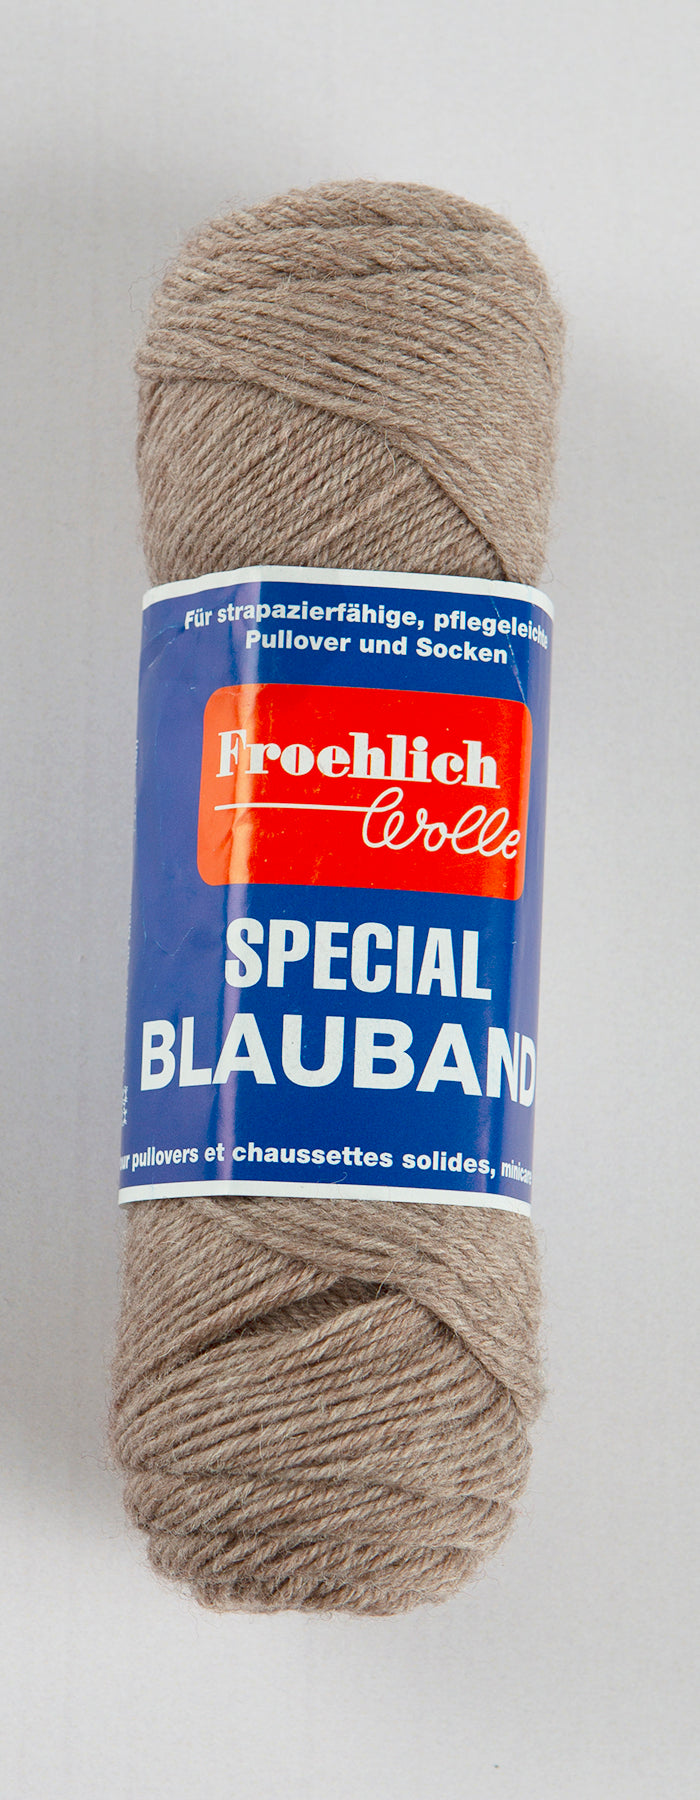 Für strapazierfähige, pflegeleichte
Pullover und Socken
Froehlich
Wolle
SPECIAL
BLAUBAND
pullovers et chaussettes solides,